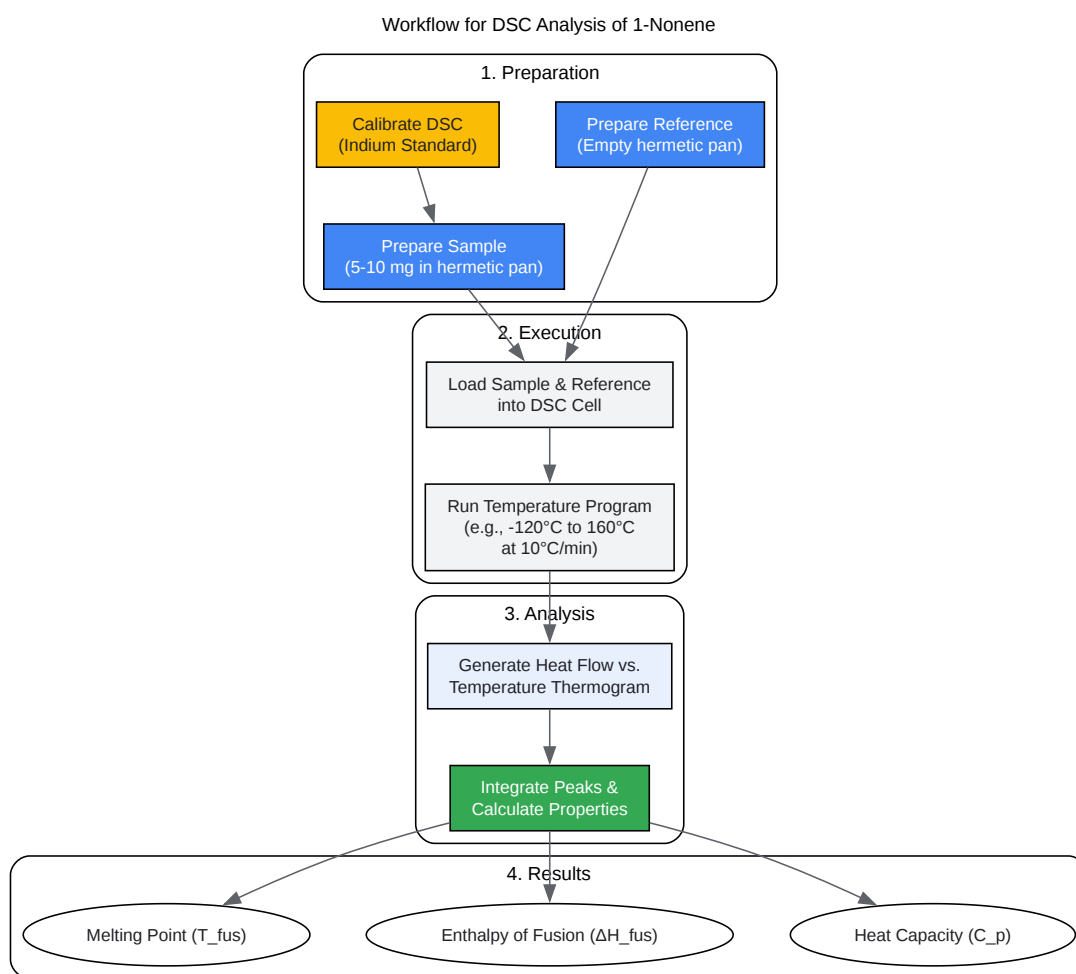 Workflow for DSC Analysis of 1-Nonene
1. Preparation
Calibrate DSC
(Indium Standard)
Prepare Reference
(Empty hermetic pan)
Prepare Sample
(5-10 mg in hermetic pan)
2. Execution
Load Sample & Reference
into DSC Cell
Run Temperature Program
(e.g., -120°C to 160°C
at 10°C/min)
3. Analysis
Generate Heat Flow vs.
Temperature Thermogram
Integrate Peaks &
Calculate Properties
4. Results
Melting Point (T_fus)
Enthalpy of Fusion (ΔH_fus)
Heat Capacity (C_p)